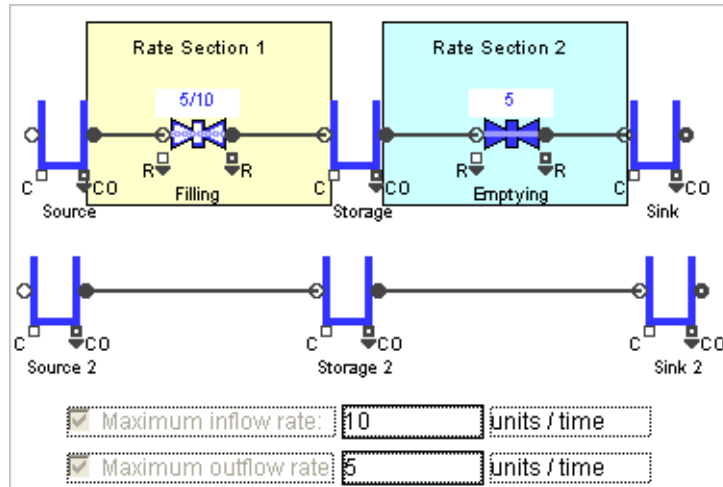 Rate Section 1 Rate Section 2
5/10 5
R R R R
C CO C CO C CO
Filling Emptying
Source Storage Sink
C CO C CO C CO
Source 2 Storage 2 Sink 2
Maximum inflow rate: 10 units / time
Maximum outflow rate 5 units / time